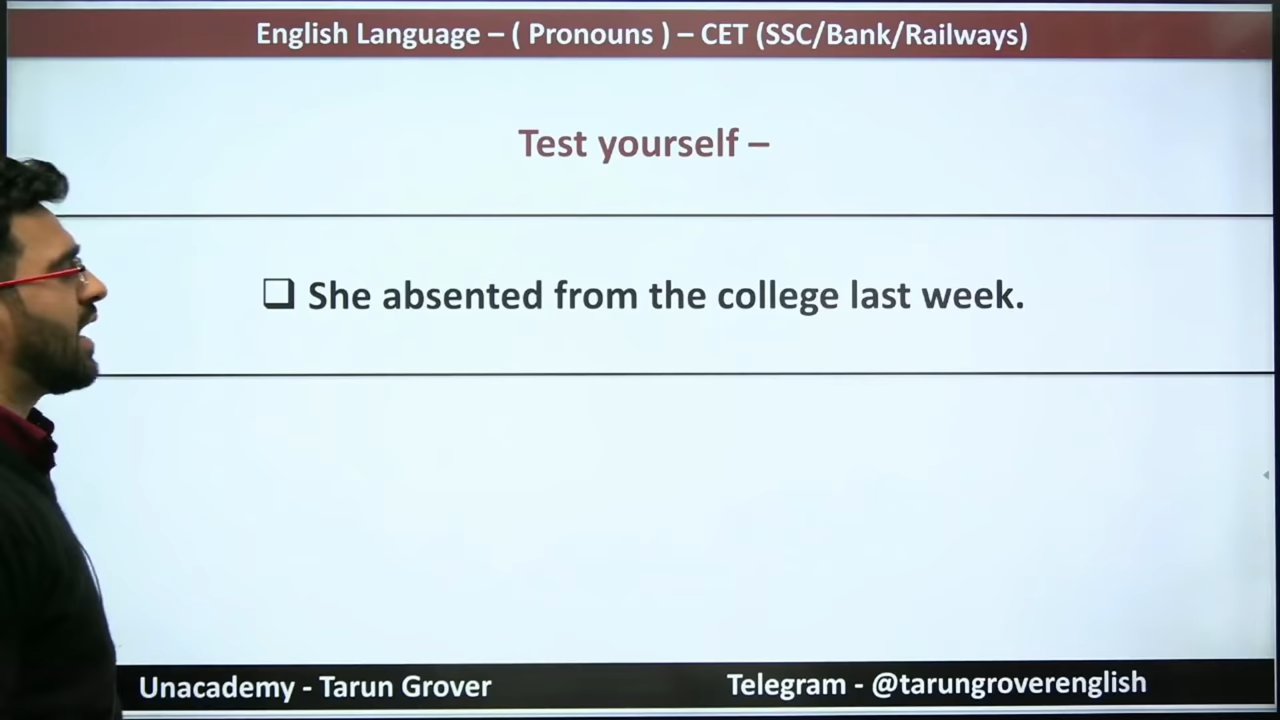 English Language – ( Pronouns ) – CET (SSC/Bank/Railways)
Test yourself –
❑ She absented from the college last week.
Unacademy - Tarun Grover
Telegram - @tarungroverenglish